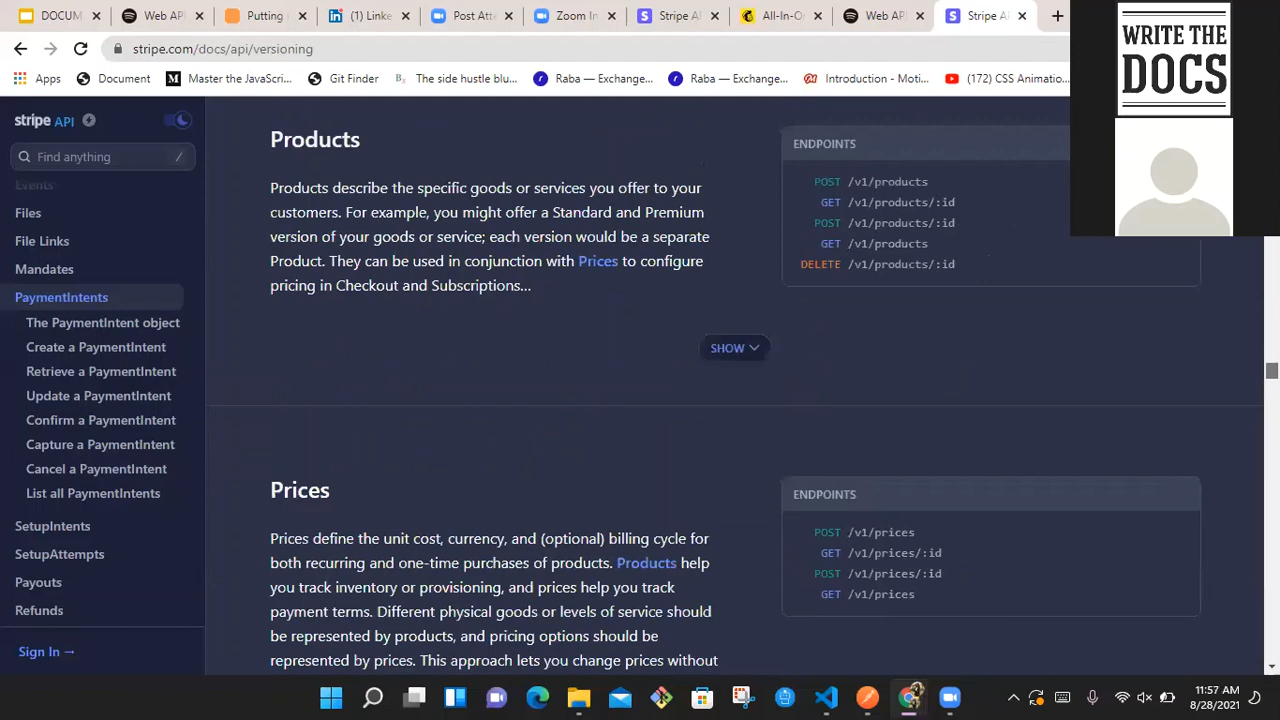 DOCUM
Web API
Putting
(1) Linke
Post Atte
Zoom In
Stripe AP
All-In-O
Web API
Stripe AP
stripe.com/docs/api/versioning
Apps
Document
Master the JavaScri...
Git Finder
The side hustle blu...
Raba — Exchange...
Raba — Exchange...
Introduction - Moti...
(172) CSS Animatio...
WRITE THE
DOCS
stripe API
Find anything /
Events
Files
File Links
Mandates
PaymentIntents
The PaymentIntent object
Create a PaymentIntent
Retrieve a PaymentIntent
Update a PaymentIntent
Confirm a PaymentIntent
Capture a PaymentIntent
Cancel a PaymentIntent
List all PaymentIntents
SetupIntents
SetupAttempts
Payouts
Refunds
Sign In →
Products
Products describe the specific goods or services you offer to your
customers. For example, you might offer a Standard and Premium
version of your goods or service; each version would be a separate
Product. They can be used in conjunction with Prices to configure
pricing in Checkout and Subscriptions...
ENDPOINTS
POST /v1/products
GET /v1/products/:id
POST /v1/products/:id
GET /v1/products
DELETE /v1/products/:id
SHOW
Prices
Prices define the unit cost, currency, and (optional) billing cycle for
both recurring and one-time purchases of products. Products help
you track inventory or provisioning, and prices help you track
payment terms. Different physical goods or levels of service should
be represented by products, and pricing options should be
represented by prices. This approach lets you change prices without
ENDPOINTS
POST /v1/prices
GET /v1/prices/:id
POST /v1/prices/:id
GET /v1/prices
11:57 AM
8/28/2021